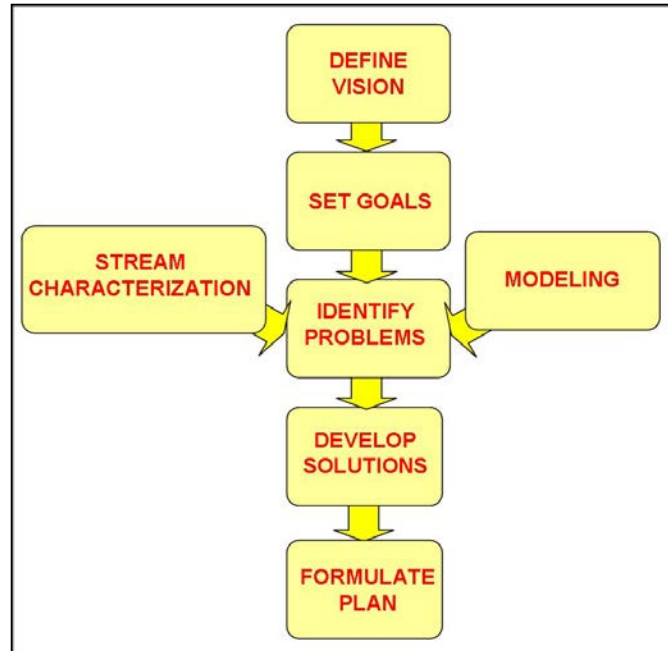 DEFINE
VISION
SET GOALS
STREAM
CHARACTERIZATION
MODELING
IDENTIFY
PROBLEMS
DEVELOP
SOLUTIONS
FORMULATE
PLAN